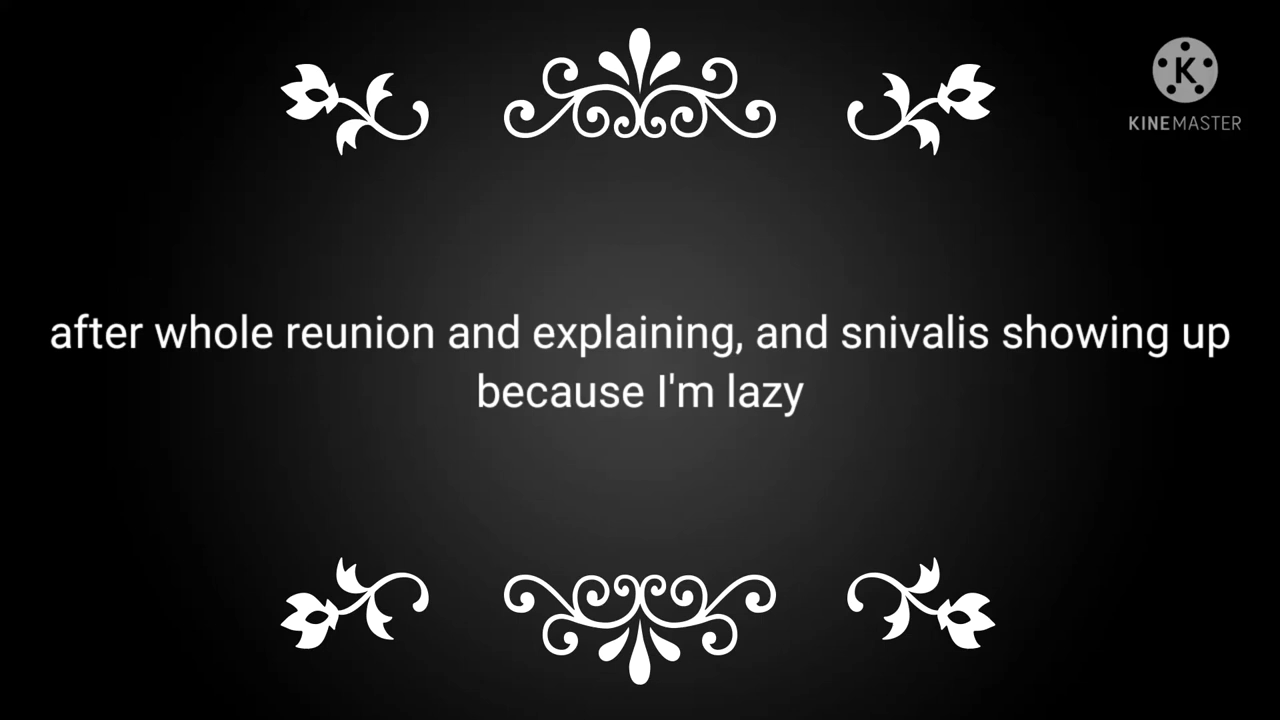 K
KINEMASTER
after whole reunion and explaining, and snivalis showing up
because I'm lazy